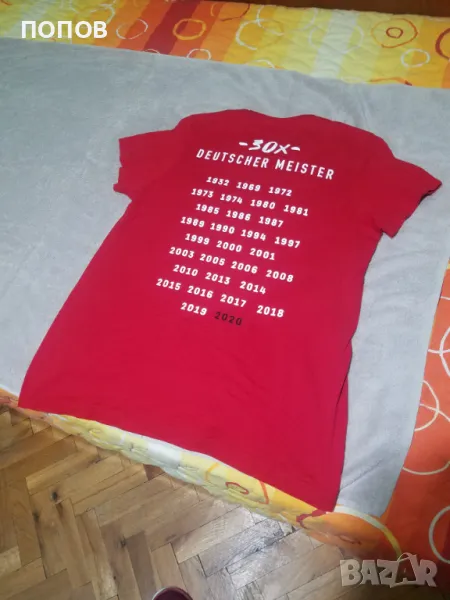 ПОПОВ
-30X-
DEUTSCHER MEISTER
1932 1969 1972
1973 1974 1980 1981
1985 1986 1987
1989 1990 1994 1997
1999 2000 2001
2003 2005 2006 2008
2010 2013 2014
2015 2016 2017 2018
2019 2020
BAZAR